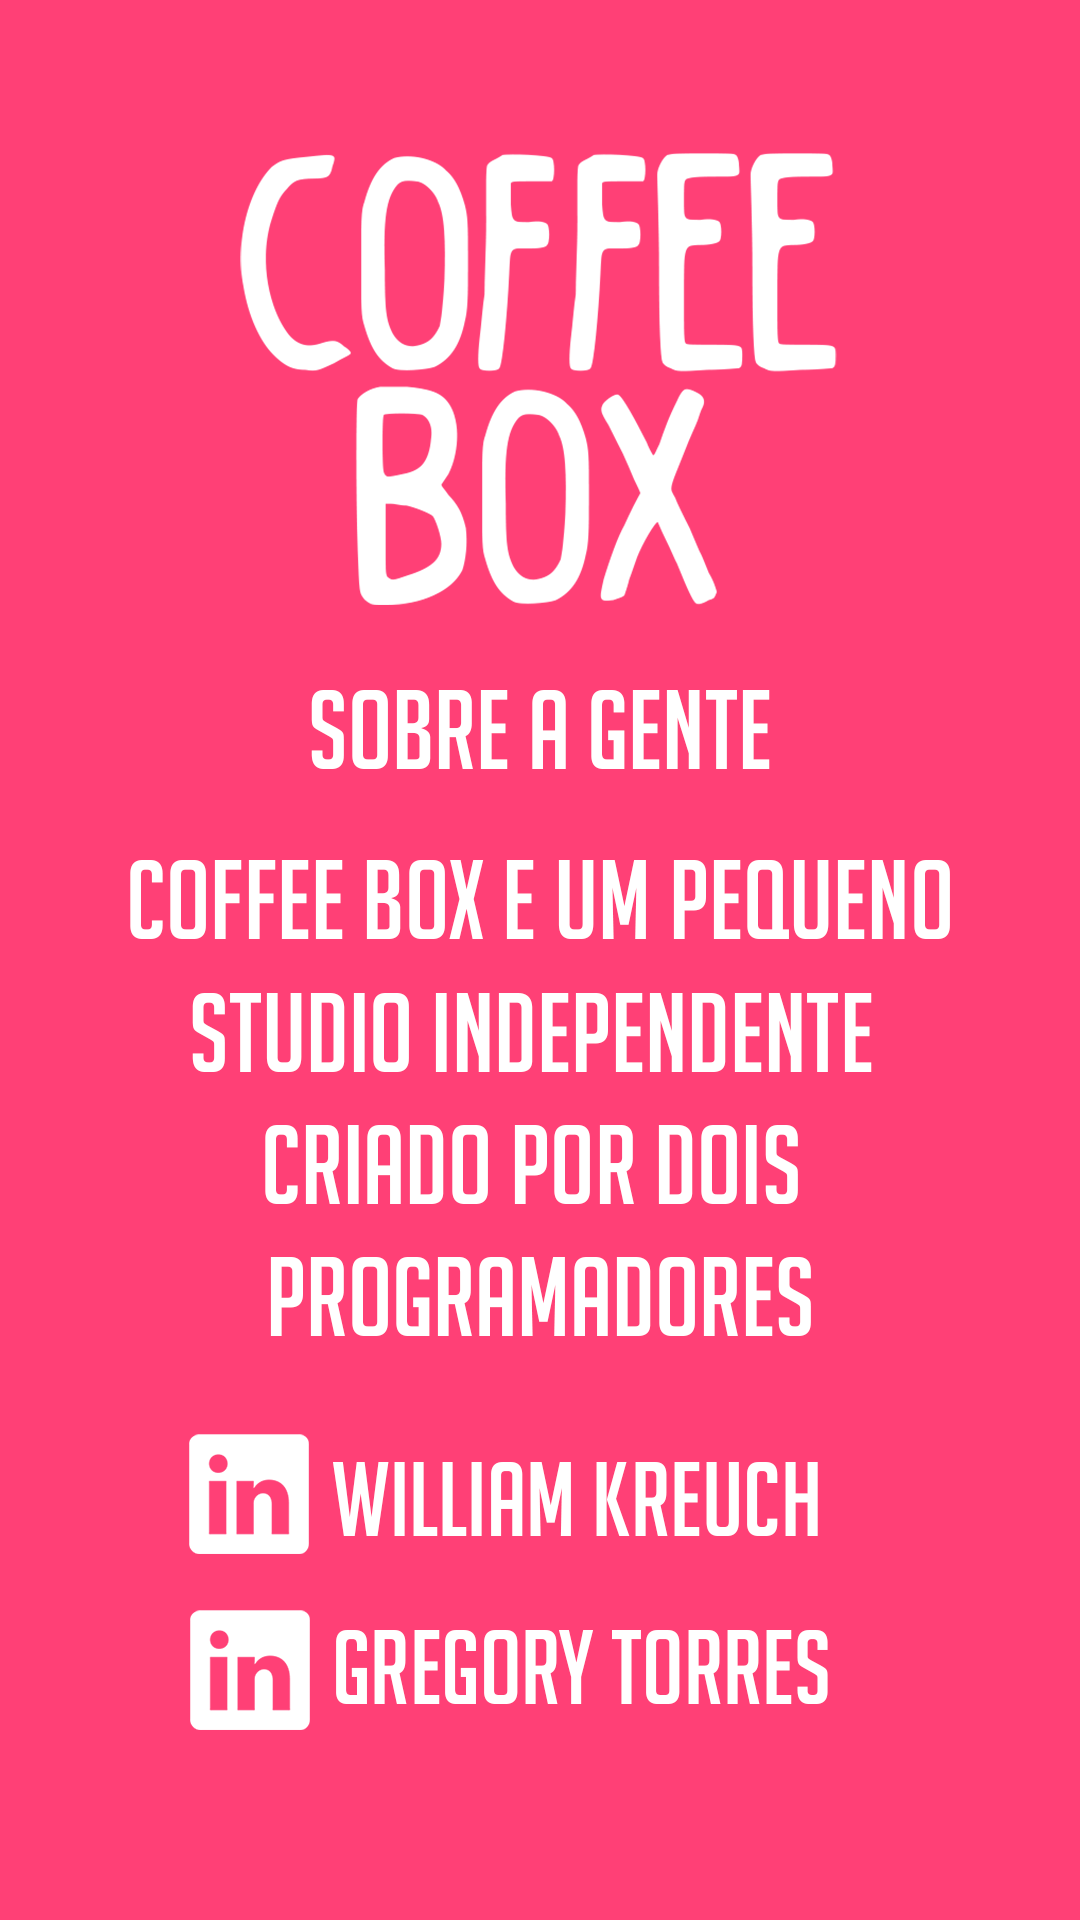 COFFEE
BOX
SOBRE A GENTE
COFFEE BOX E UM PEQUENO
STUDIO INDEPENDENTE
CRIADO POR DOIS
PROGRAMADORES
in WILLIAM KREUCH
in GREGORY TORRES